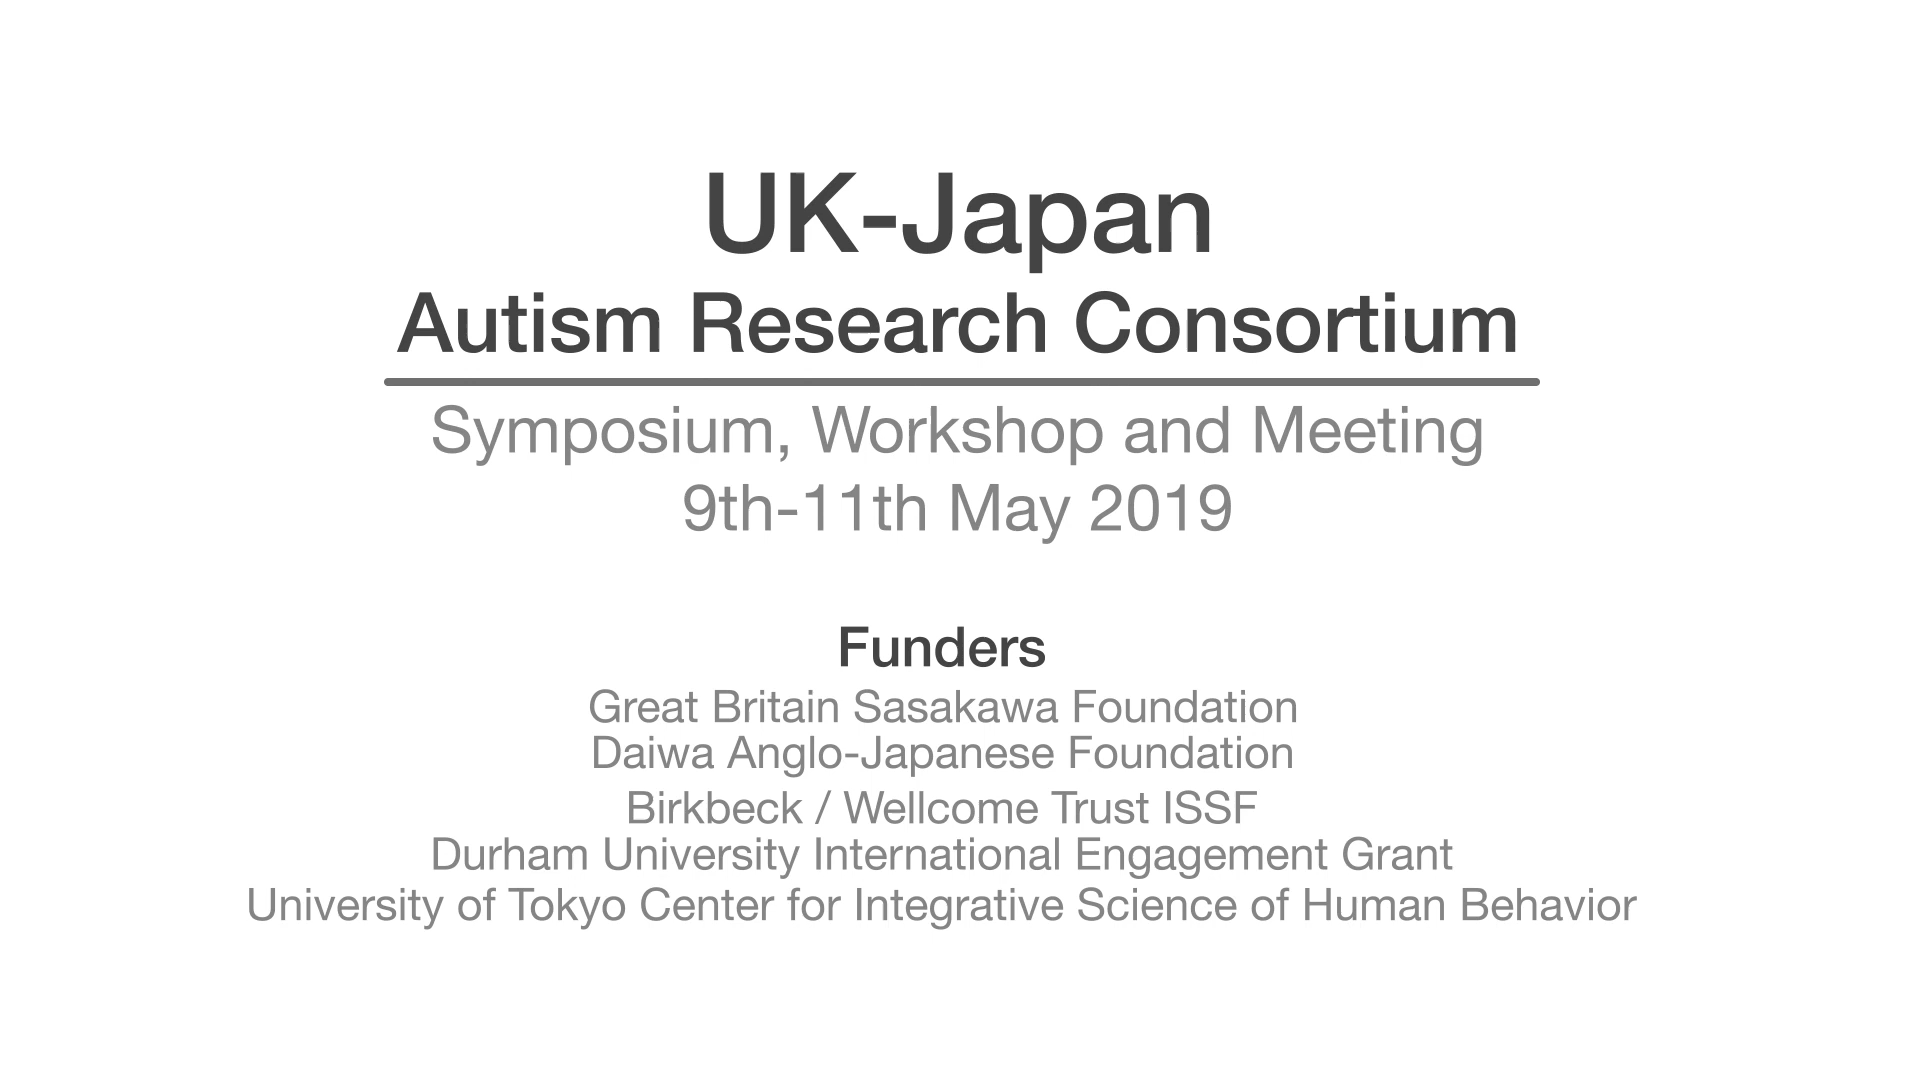 UK-Japan
Autism Research Consortium
Symposium, Workshop and Meeting
9th-11th May 2019
Funders
Great Britain Sasakawa Foundation
Daiwa Anglo-Japanese Foundation
Birkbeck / Wellcome Trust ISSF
Durham University International Engagement Grant
University of Tokyo Center for Integrative Science of Human Behavior